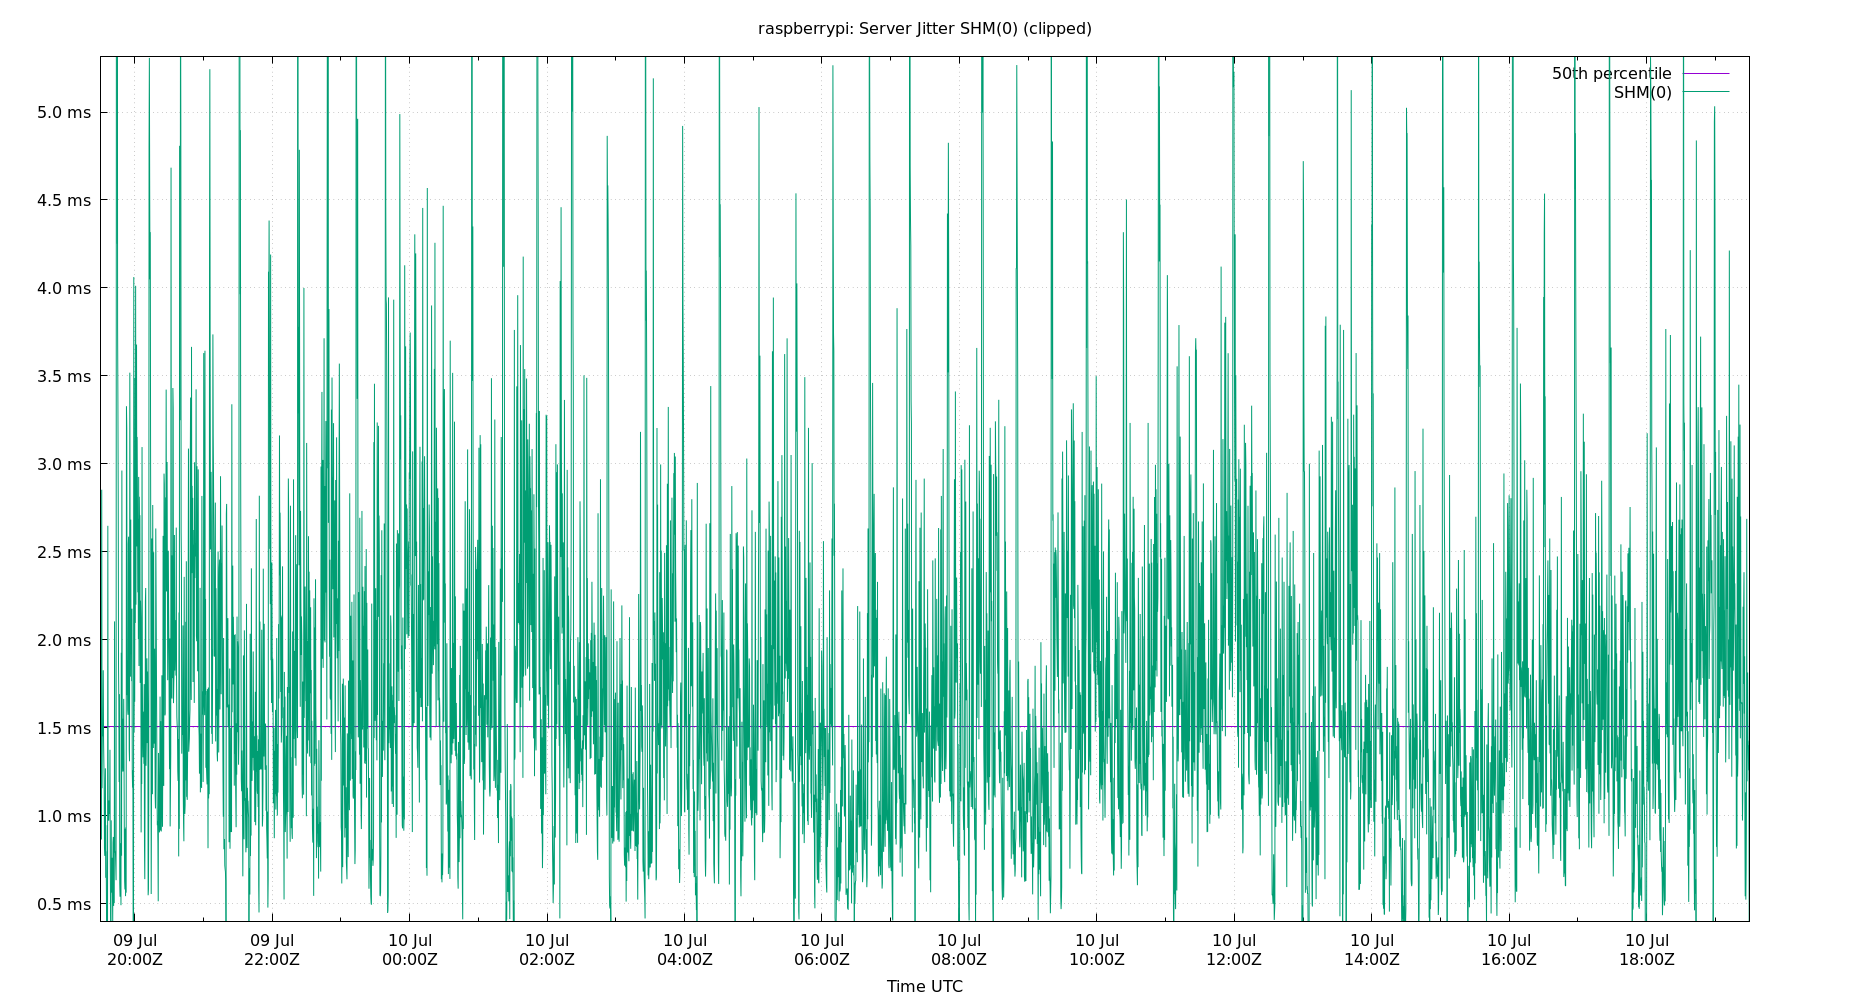 raspberrypi: Server Jitter SHM(0) (clipped)
50th percentile
SHM(0)
5.0 ms
4.5 ms
4.0 ms
3.5 ms
3.0 ms
2.5 ms
2.0 ms
1.5 ms
1.0 ms
0.5 ms
09 Jul 09 Jul 10 Jul 10 Jul 10 Jul 10 Jul 10 Jul 10 Jul 10 Jul 10 Jul 10 Jul 10 Jul
20:00Z 22:00Z 00:00Z 02:00Z 04:00Z 06:00Z 08:00Z 10:00Z 12:00Z 14:00Z 16:00Z 18:00Z
Time UTC